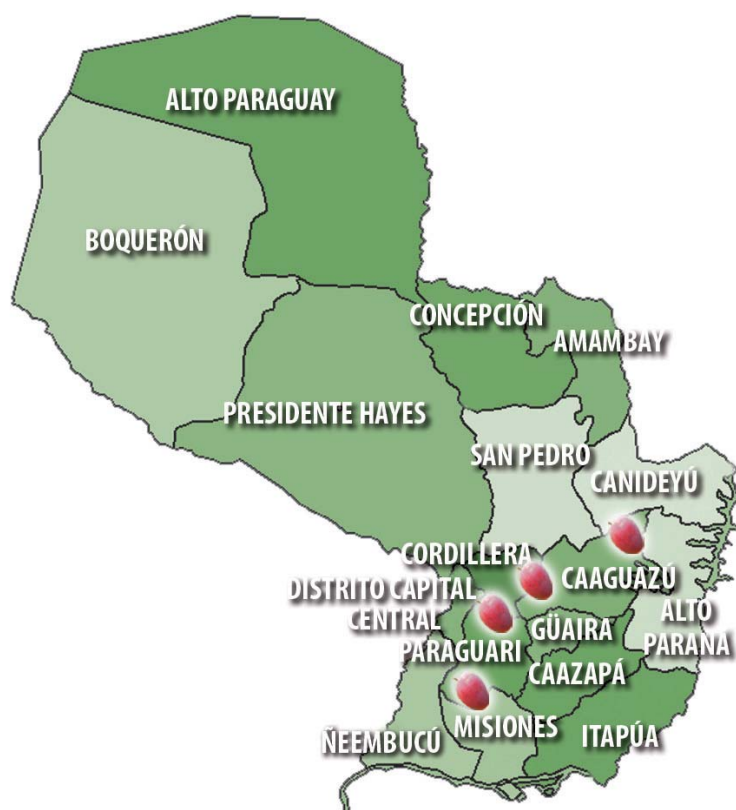 ALTO PARAGUAY
BOQUERÓN
CONCEPCIÓN
AMAMBAY
PRESIDENTE HAYES
SAN PEDRO
CANIDEYÚ
CORDILLERA
CAAGUAZÚ
DISTRITO CAPITAL
CENTRAL
ALTO
PARANA
GÜAIRA
PARAGUARI
CAAZAPÁ
MISIONES
ÑEEMBUCÚ
ITAPÚA